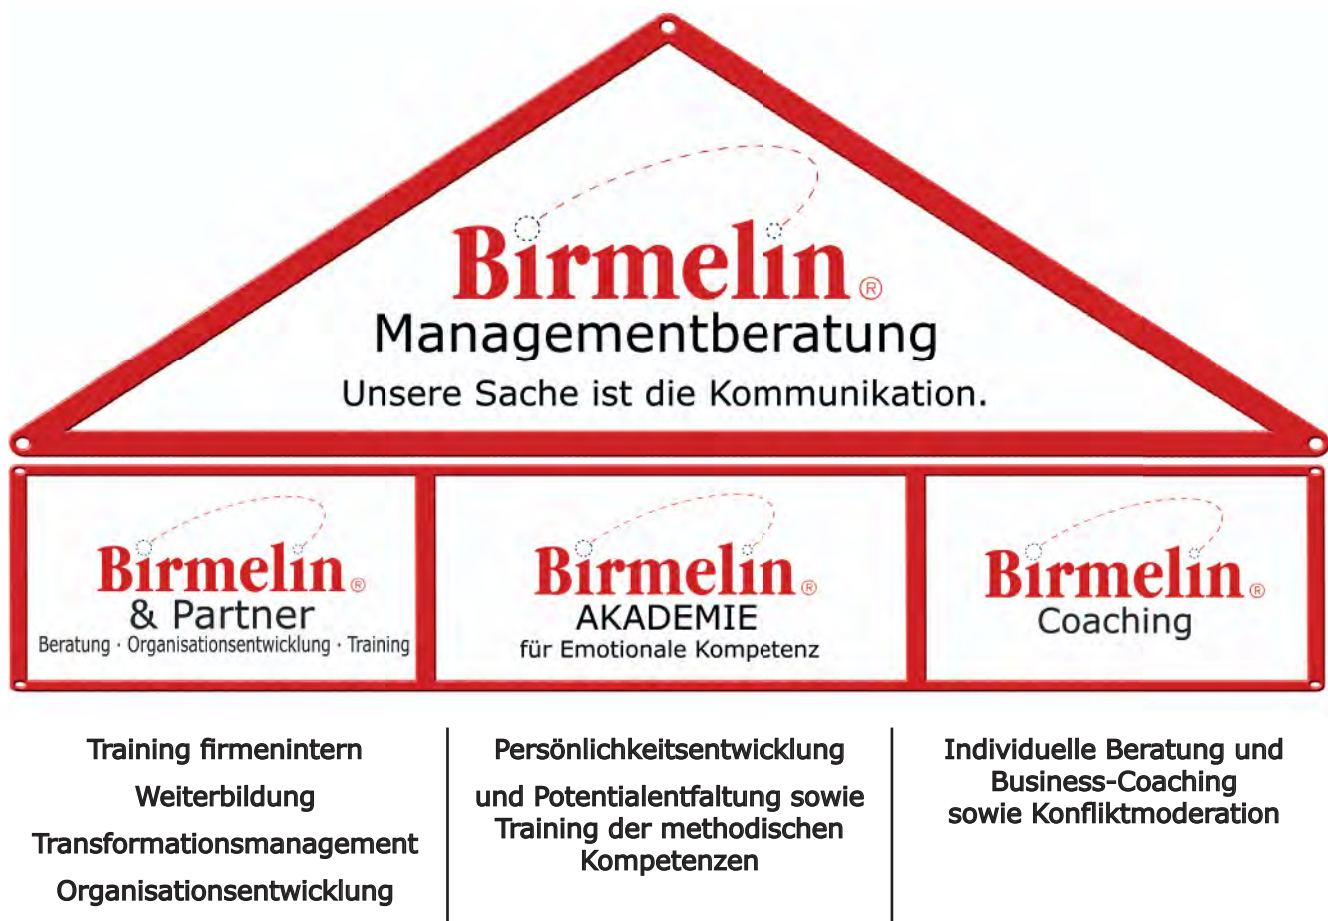 Birmelin ®
Managementberatung
Unsere Sache ist die Kommunikation.
Birmelin ®
& Partner
Beratung · Organisationsentwicklung · Training
Birmelin ®
AKADEMIE
für Emotionale Kompetenz
Birmelin ®
Coaching
Training firmenintern
Weiterbildung
Transformationsmanagement
Organisationsentwicklung
Persönlichkeitsentwicklung
und Potentialentfaltung sowie
Training der methodischen
Kompetenzen
Individuelle Beratung und
Business-Coaching
sowie Konfliktmoderation